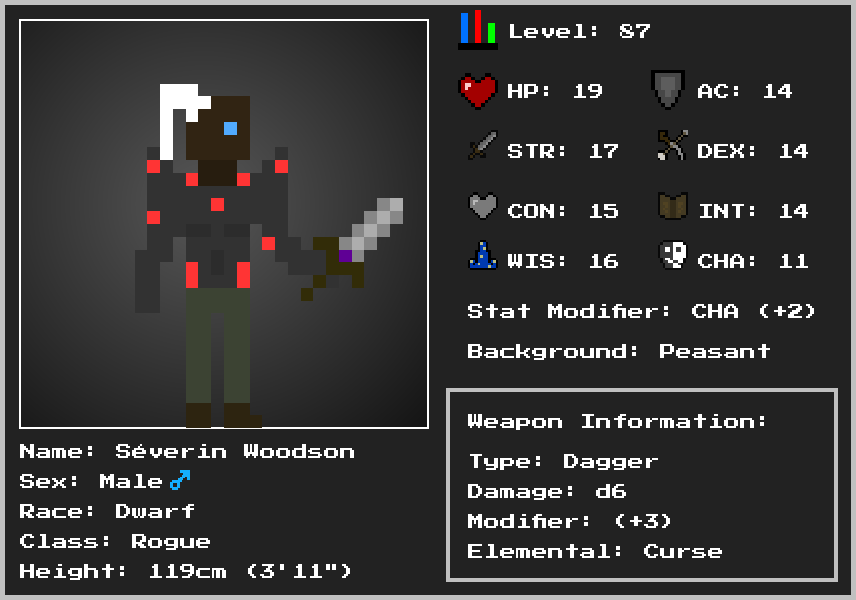 Level: 87
HP: 19
AC: 14
STR: 17
DEX: 14
CON: 15
INT: 14
WIS: 16
CHA: 11
Stat Modifier: CHA (+2)
Background: Peasant
Weapon Information:
Type: Dagger
Damage: d6
Modifier: (+3)
Elemental: Curse
Name: Séverin Woodson
Sex: Male♂
Race: Dwarf
Class: Rogue
Height: 119cm (3'11")